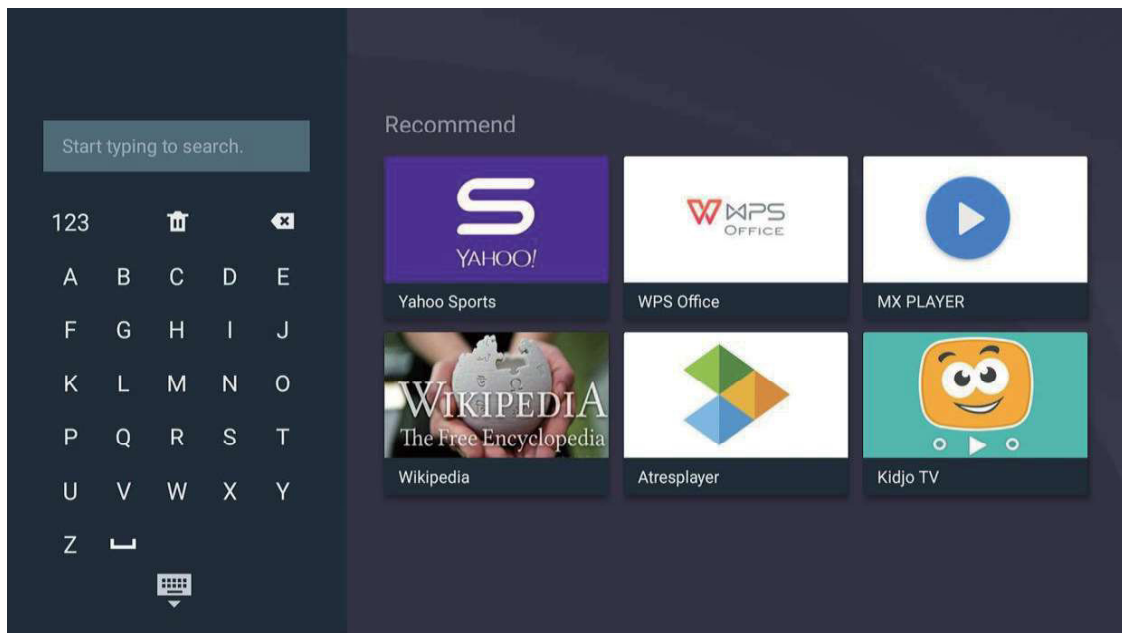 Start typing to search.
123
A B C D E
F G H I J
K L M N O
P Q R S T
U V W X Y
Z
Recommend
YAHOO!
Yahoo Sports
WPS
OFFICE
WPS Office
MX PLAYER
WIKIPEDIA
The Free Encyclopedia
Wikipedia
Atresplayer
Kidjo TV